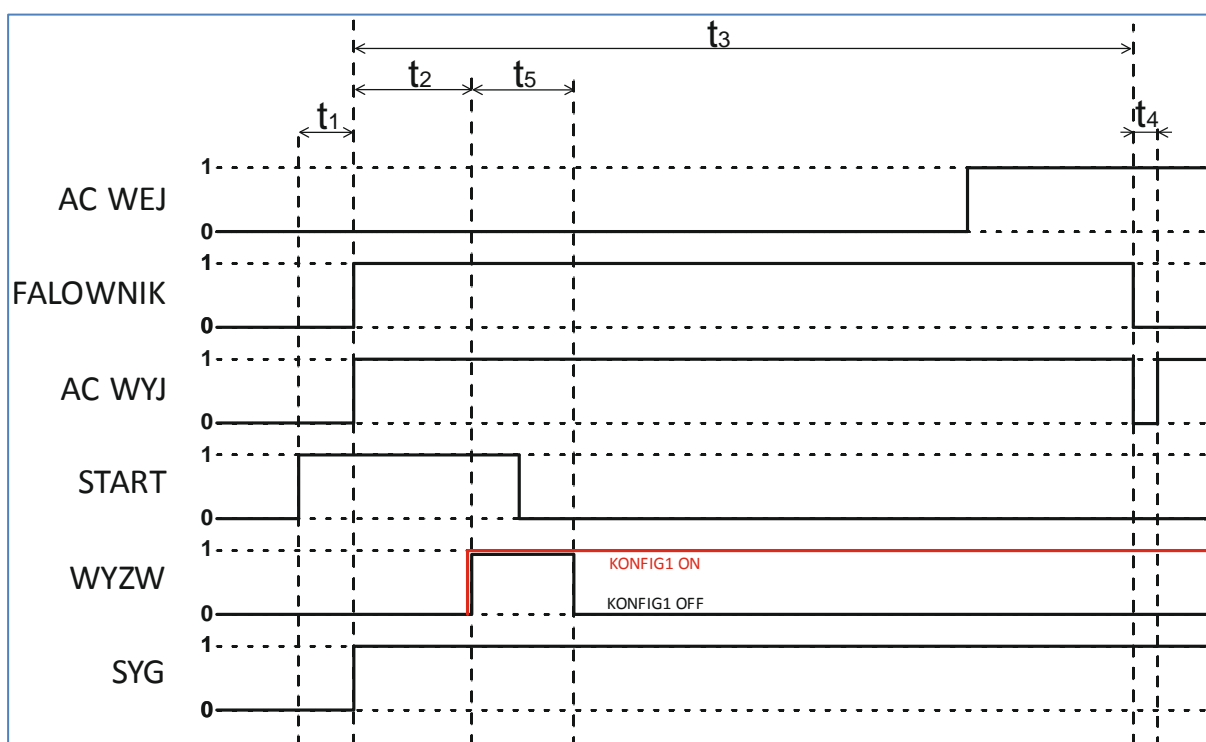 t3
t2 t5
t1 t4
1
AC WEJ
0
1
FALOWNIK
0
1
AC WYJ
0
1
START
0
1
WYZW
KONFIG1 ON
0
KONFIG1 OFF
1
SYG
0